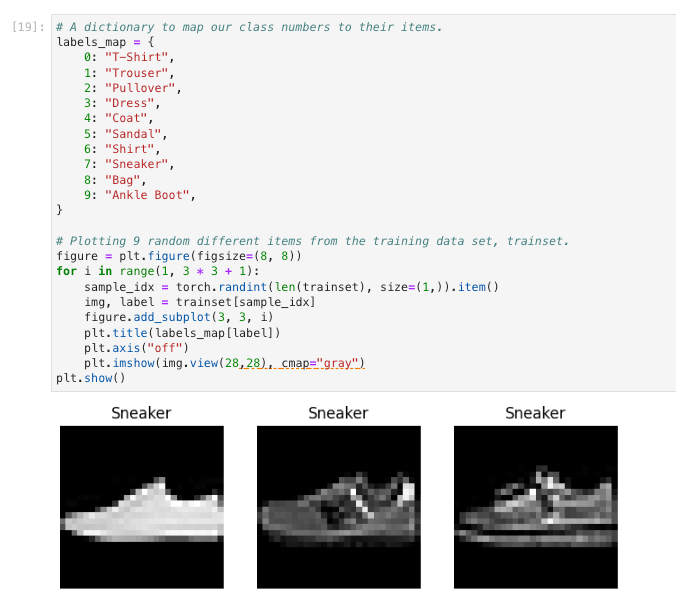 [19]: # A dictionary to map our class numbers to their items.
labels_map = {
    0: "T-Shirt",
    1: "Trouser",
    2: "Pullover",
    3: "Dress",
    4: "Coat",
    5: "Sandal",
    6: "Shirt",
    7: "Sneaker",
    8: "Bag",
    9: "Ankle Boot",
}

# Plotting 9 random different items from the training data set, trainset.
figure = plt.figure(figsize=(8, 8))
for i in range(1, 3 * 3 + 1):
    sample_idx = torch.randint(len(trainset), size=(1,)).item()
    img, label = trainset[sample_idx]
    figure.add_subplot(3, 3, i)
    plt.title(labels_map[label])
    plt.axis("off")
    plt.imshow(img.view(28,28), cmap="gray")
plt.show()
Sneaker Sneaker Sneaker